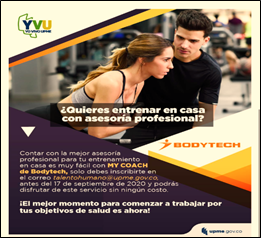 YVU
YO VIVO UPME
¿Quieres entrenar en casa
con asesoría profesional?
BODYTECH
Contar con la mejor asesoría
profesional para tu entrenamiento
en casa es muy fácil con MY COACH
de Bodytech, solo debes inscribirte en
el correo talentohumano@upme.gov.co,
antes del 17 de septiembre de 2020 y podrás
disfrutar de este servicio sin ningún costo.
¡El mejor momento para comenzar a trabajar por
tus objetivos de salud es ahora!
upme.gov.co